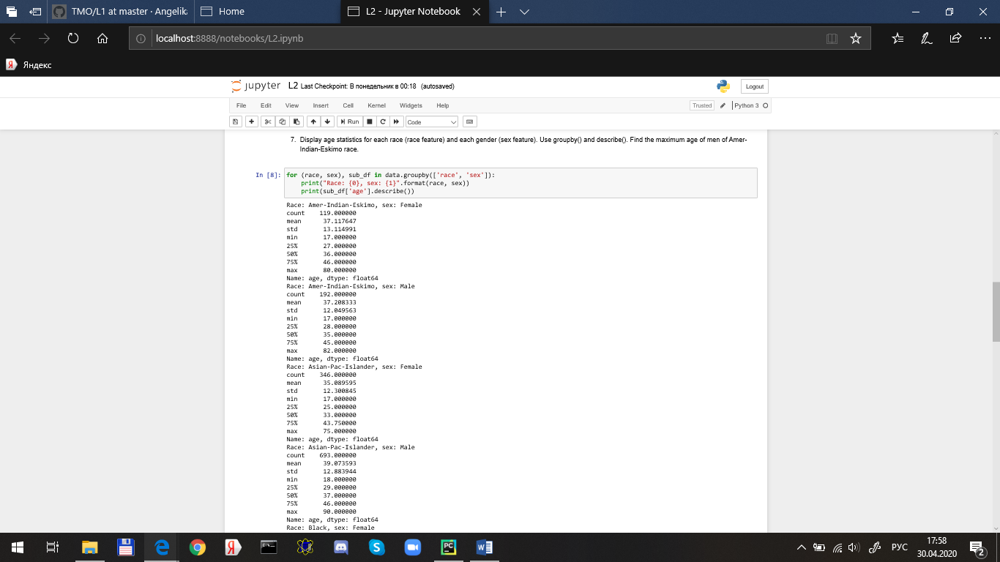 TMO/L1 at master · Angelik
Home
L2 - Jupyter Notebook
localhost:8888/notebooks/L2.ipynb
Яндекс
jupyter L2 Last Checkpoint: В понедельник в 00:18 (autosaved)
Logout
File Edit View Insert Cell Kernel Widgets Help
Trusted Python 3
Run Code
7. Display age statistics for each race (race feature) and each gender (sex feature). Use groupby() and describe(). Find the maximum age of men of Amer-
Indian-Eskimo race.
In [8]: for (race, sex), sub_df in data.groupby(['race', 'sex']):
print("Race: {0}, sex: {1}".format(race, sex))
print(sub_df['age'].describe())
Race: Amer-Indian-Eskimo, sex: Female
count 119.000000
mean 37.117647
std 13.114991
min 17.000000
25% 27.000000
50% 36.000000
75% 46.000000
max 80.000000
Name: age, dtype: float64
Race: Amer-Indian-Eskimo, sex: Male
count 192.000000
mean 37.208333
std 12.049563
min 17.000000
25% 28.000000
50% 35.000000
75% 45.000000
max 82.000000
Name: age, dtype: float64
Race: Asian-Pac-Islander, sex: Female
count 346.000000
mean 35.089595
std 12.300845
min 17.000000
25% 25.000000
50% 33.000000
75% 43.750000
max 75.000000
Name: age, dtype: float64
Race: Asian-Pac-Islander, sex: Male
count 693.000000
mean 39.073593
std 12.883944
min 18.000000
25% 29.000000
50% 37.000000
75% 46.000000
max 90.000000
Name: age, dtype: float64
Race: Black, sex: Female
РУС
17:58
30.04.2020
2